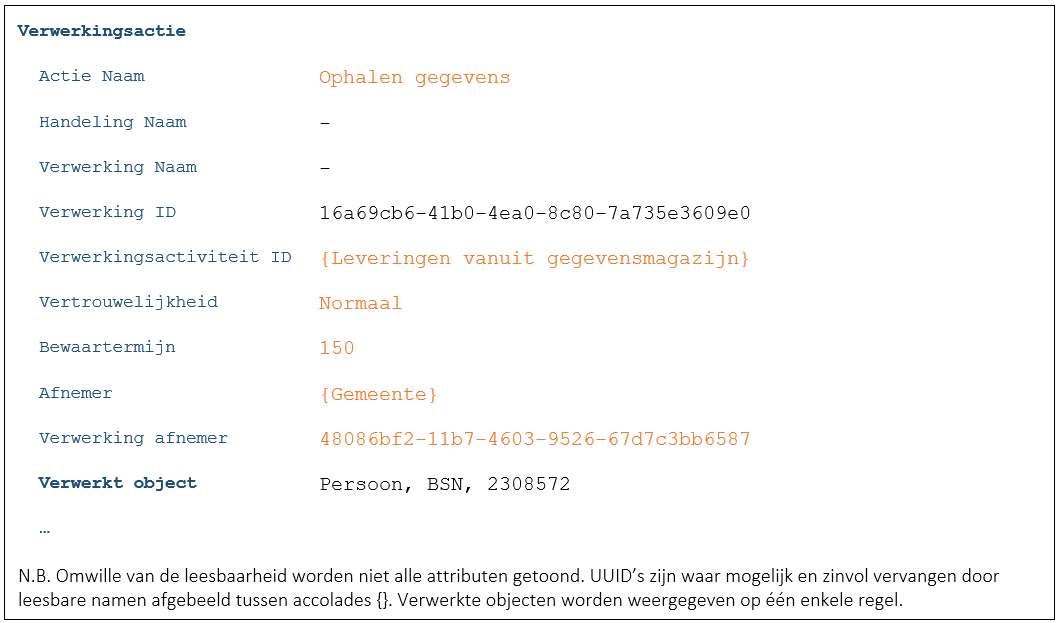 Verwerkingsactie
Actie Naam Ophalen gegevens
Handeling Naam –
Verwerking Naam –
Verwerking ID 16a69cb6-41b0-4ea0-8c80-7a735e3609e0
Verwerkingsactiviteit ID {Leveringen vanuit gegevensmagazijn}
Vertrouwelijkheid Normaal
Bewaartermijn 150
Afnemer {Gemeente}
Verwerking afnemer 48086bf2-11b7-4603-9526-67d7c3bb6587
Verwerkt object Persoon, BSN, 2308572
…
N.B. Omwille van de leesbaarheid worden niet alle attributen getoond. UUID’s zijn waar mogelijk en zinvol vervangen door
leesbare namen afgebeeld tussen accolades {}. Verwerkte objecten worden weergegeven op één enkele regel.